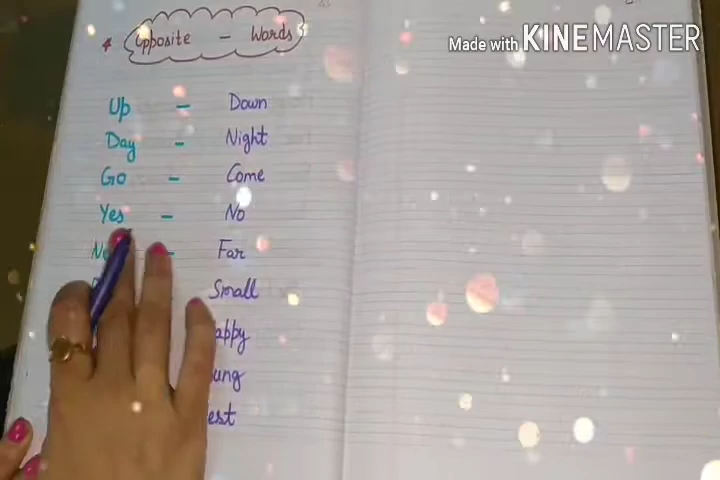 Made with KINEMASTER
Opposite - Words
Up - Down
Day - Night
Go - Come
Yes - No
- Far
Small